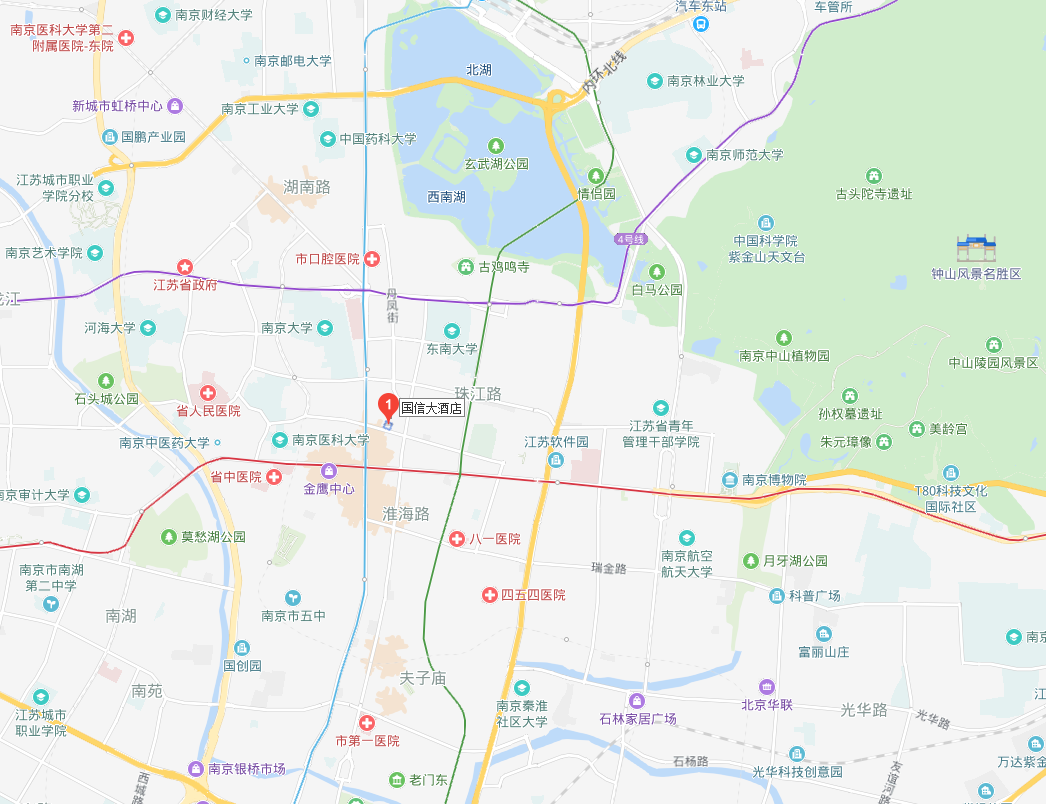 南京财经大学
汽车东站
车管所
南京医科大学第二
附属医院-东院
南京邮电大学
北湖
内环北线
南京林业大学
新城市虹桥中心
南京工业大学
国鹏产业园
中国药科大学
玄武湖公园
南京师范大学
江苏城市职业
学院分校
湖南路
西南湖
情侣园
古头陀寺遗址
南京艺术学院
4号线
中国科学院
紫金山天文台
钟山风景名胜区
市口腔医院
古鸡鸣寺
江苏省政府
白马公园
龙江
丹凤街
河海大学
南京大学
东南大学
南京中山植物园
中山陵园风景区
石头城公园
珠江路
省人民医院
1
国信大酒店
江苏省青年
管理干部学院
孙权墓遗址
美龄宫
朱元璋像
南京中医药大学
南京医科大学
江苏软件园
省中医院
金鹰中心
南京博物院
T80科技文化
国际社区
南京审计大学
淮海路
莫愁湖公园
八一医院
南京航空
航天大学
月牙湖公园
南京市南湖
第二中学
瑞金路
四五四医院
科普广场
南湖
南京市五中
富丽山庄
南京
国创园
夫子庙
南苑
江苏城市
职业学院
南京秦淮
社区大学
石林家居广场
北京华联
光华路
光华路
江
市第一医院
石杨路
南京银桥市场
老门东
光华科技创意园
万达紫金
西城路
友谊河路